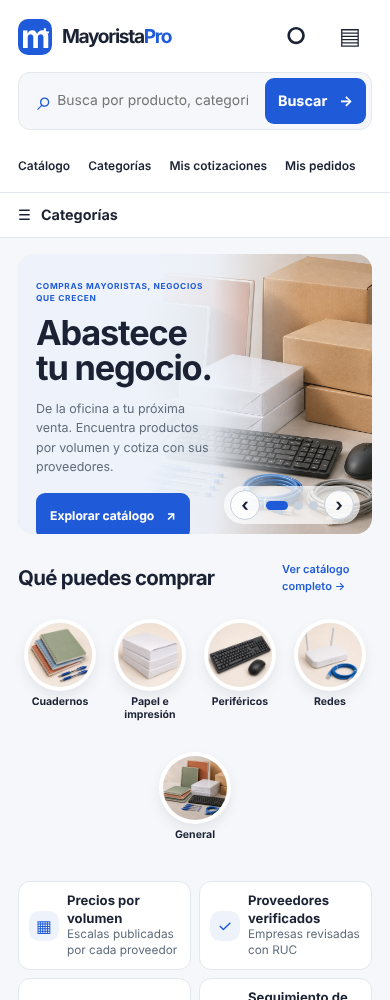 m MayoristaPro
Busca por producto, categorí
Buscar →
Catálogo Categorías Mis cotizaciones Mis pedidos
☰ Categorías
COMPRAS MAYORISTAS, NEGOCIOS
QUE CRECEN
Abastece
tu negocio.
De la oficina a tu próxima
venta. Encuentra productos
por volumen y cotiza con sus
proveedores.
Explorar catálogo ↗
Qué puedes comprar
Ver catálogo
completo →
Cuadernos
Papel e
impresión
Periféricos
Redes
General
Precios por
volumen
Escalas publicadas
por cada proveedor
Proveedores
verificados
Empresas revisadas
con RUC
Seguimiento de